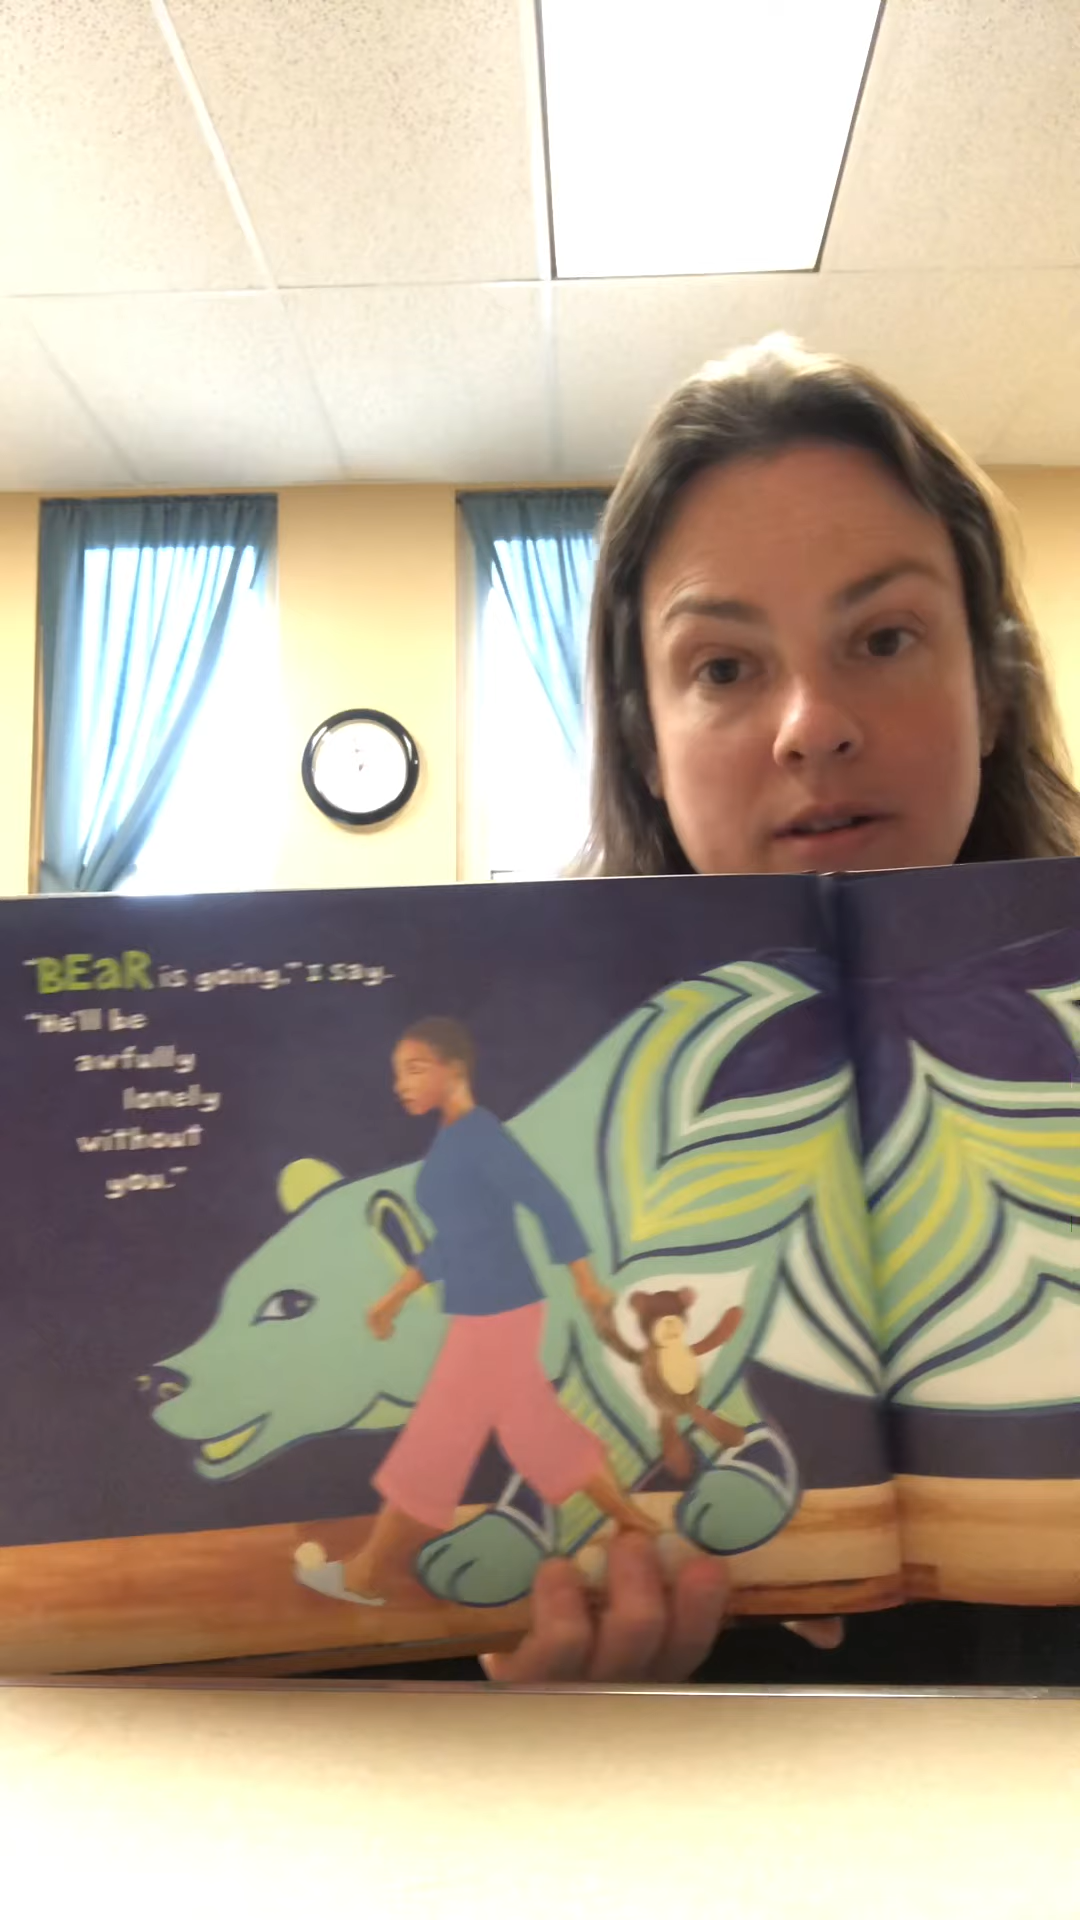 "BEaR is going," I say.
"He'll be
awfully
lonely
without
you."